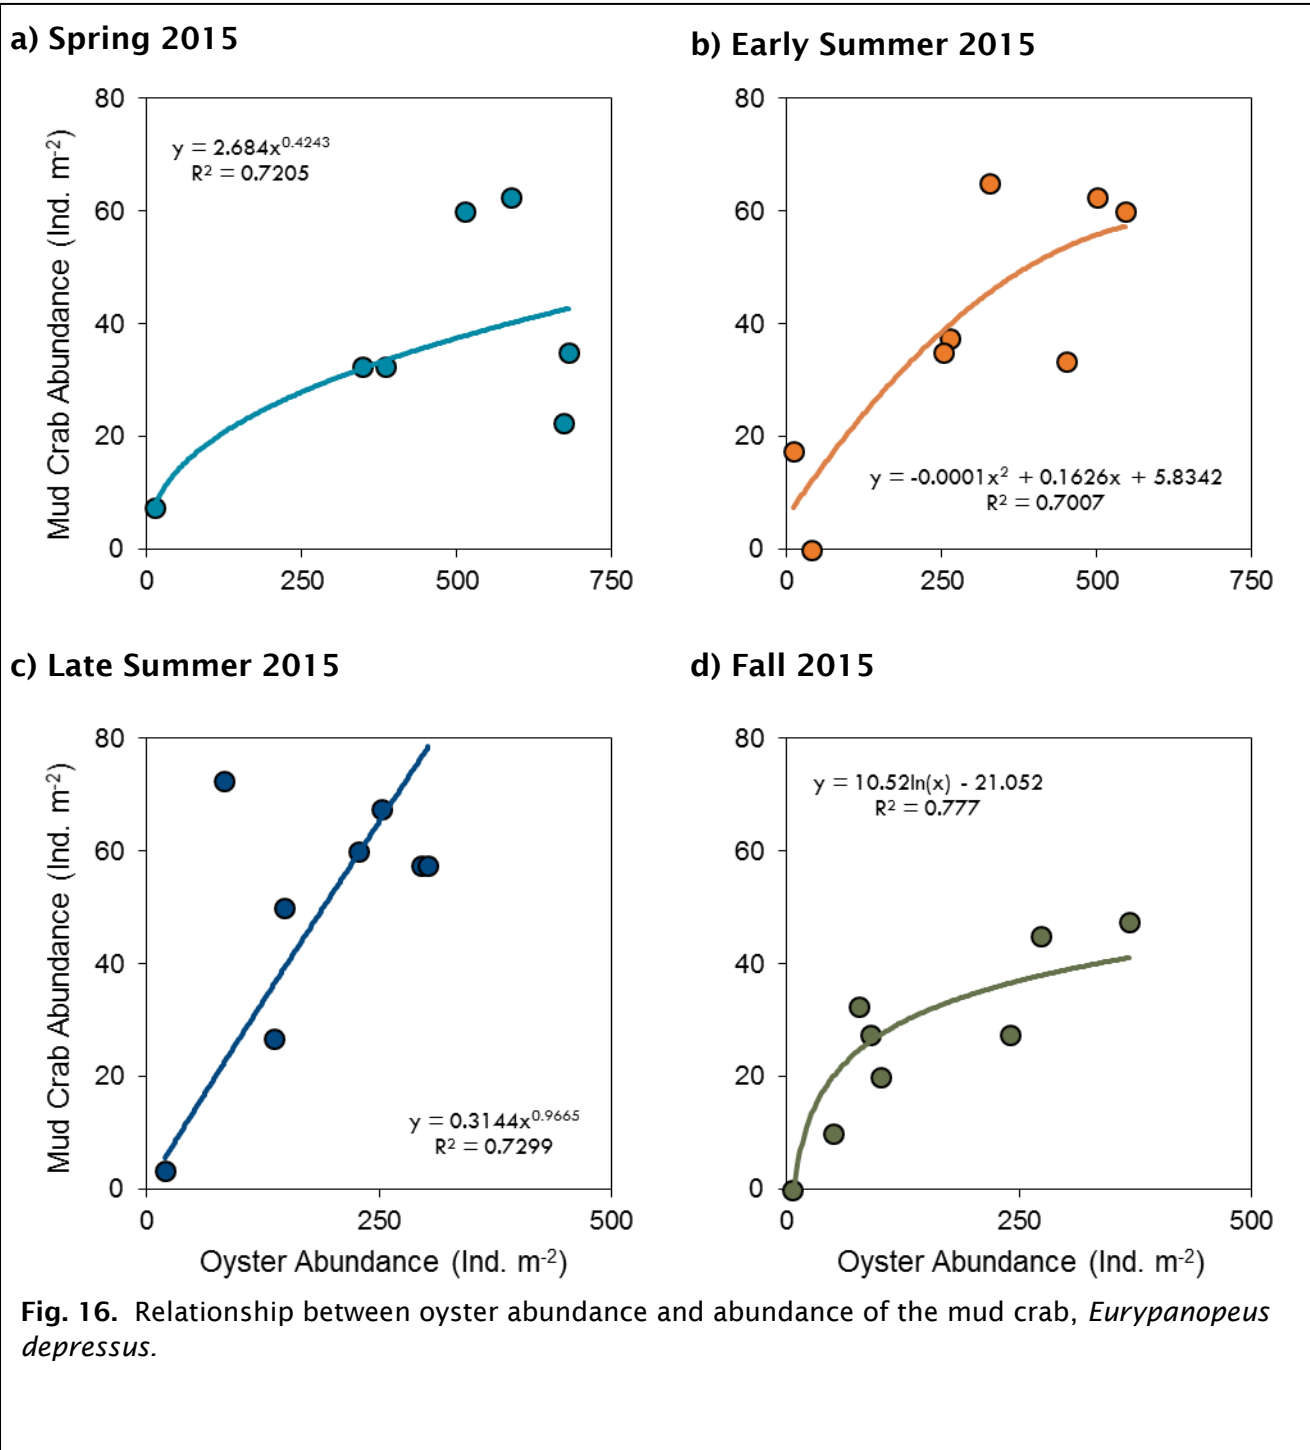 a) Spring 2015
80
60
40
20
0
0 250 500 750
Mud Crab Abundance (Ind. m-2)
y = 2.684x0.4243
R2 = 0.7205
b) Early Summer 2015
80
60
40
20
0
0 250 500 750
y = -0.0001x2 + 0.1626x + 5.8342
R2 = 0.7007
c) Late Summer 2015
80
60
40
20
0
0 250 500
Mud Crab Abundance (Ind. m-2)
Oyster Abundance (Ind. m-2)
y = 0.3144x0.9665
R2 = 0.7299
d) Fall 2015
80
60
40
20
0
0 250 500
Oyster Abundance (Ind. m-2)
y = 10.52ln(x) - 21.052
R2 = 0.777
Fig. 16. Relationship between oyster abundance and abundance of the mud crab, Eurypanopeus
depressus.